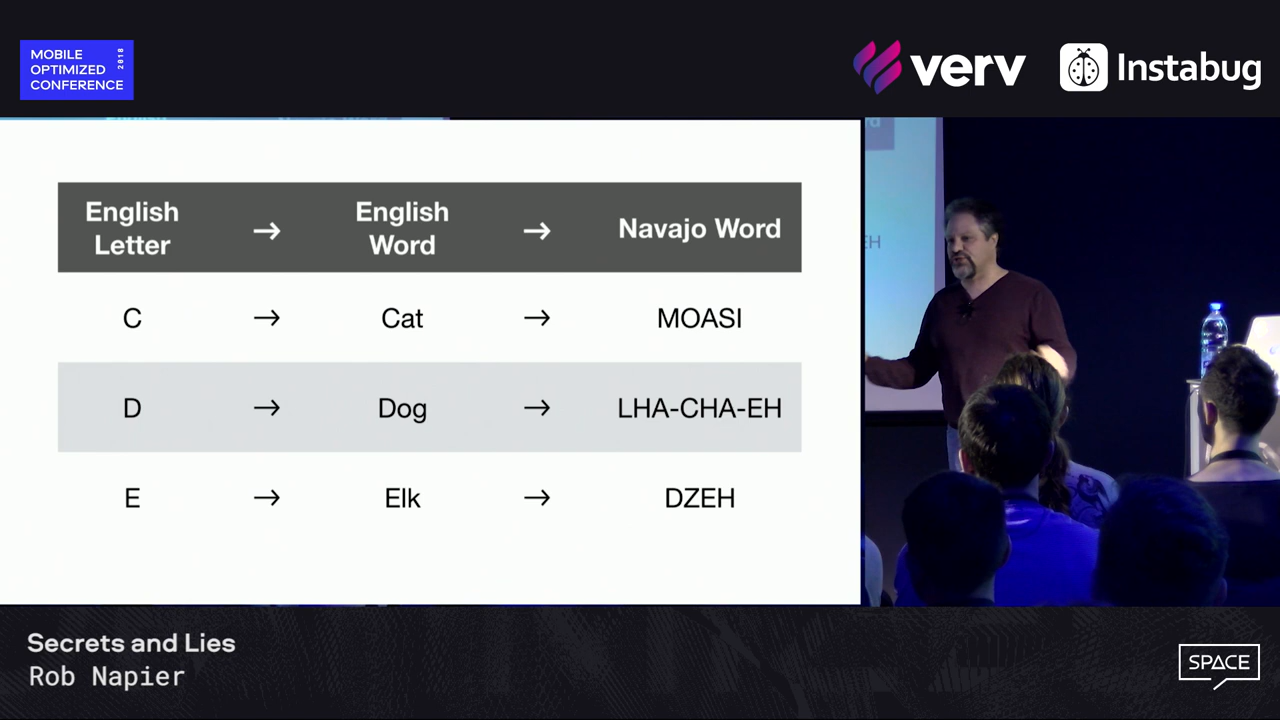 MOBILE
OPTIMIZED
CONFERENCE
2018
verv
Instabug
English Letter → English Word → Navajo Word
C → Cat → MOASI
D → Dog → LHA-CHA-EH
E → Elk → DZEH
EH
Secrets and Lies
Rob Napier
SPACE